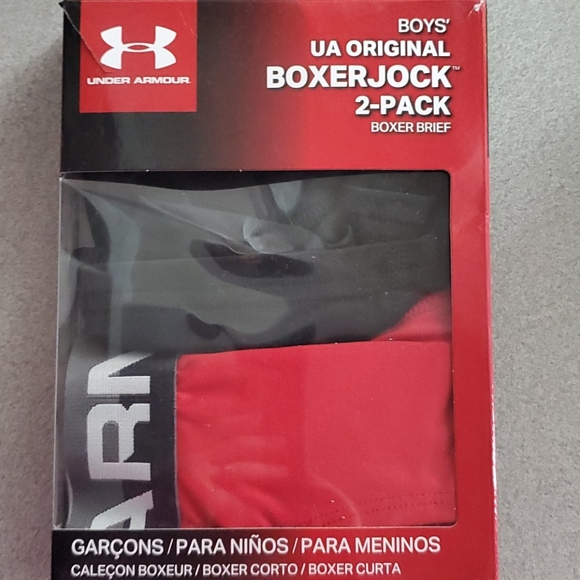 UNDER ARMOUR.
BOYS'
UA ORIGINAL
BOXERJOCK™
2-PACK
BOXER BRIEF
ARM
GARÇONS / PARA NIÑOS / PARA MENINOS
CALEÇON BOXEUR / BOXER CORTO / BOXER CURTA